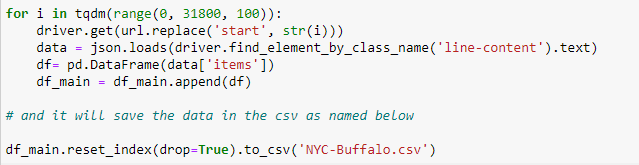 for i in tqdm(range(0, 31800, 100)):
    driver.get(url.replace('start', str(i)))
    data = json.loads(driver.find_element_by_class_name('line-content').text)
    df= pd.DataFrame(data['items'])
    df_main = df_main.append(df)
# and it will save the data in the csv as named below
df_main.reset_index(drop=True).to_csv('NYC-Buffalo.csv')